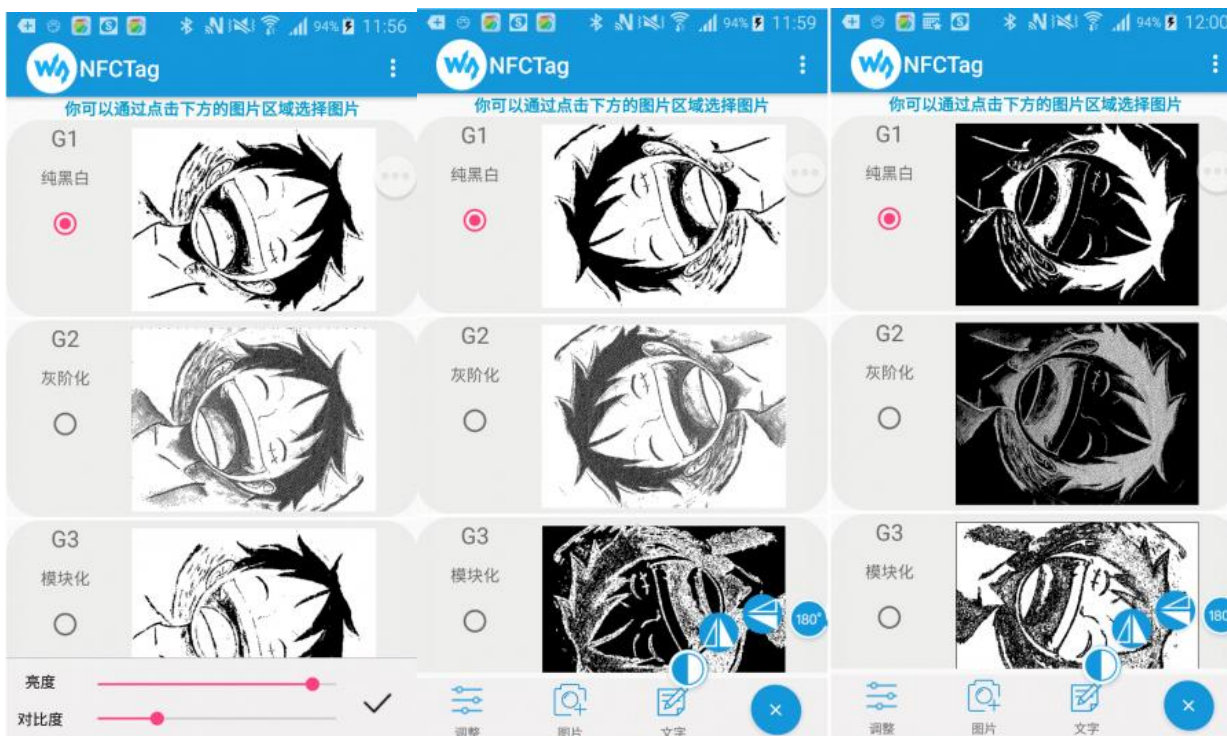 94% 11:56
NFCTag
你可以通过点击下方的图片区域选择图片
G1
纯黑白
G2
灰阶化
G3
模块化
亮度
对比度
94% 11:59
NFCTag
你可以通过点击下方的图片区域选择图片
G1
纯黑白
G2
灰阶化
G3
模块化
180°
调整
图片
文字
94% 12:00
NFCTag
你可以通过点击下方的图片区域选择图片
G1
纯黑白
G2
灰阶化
G3
模块化
180
调整
图片
文字